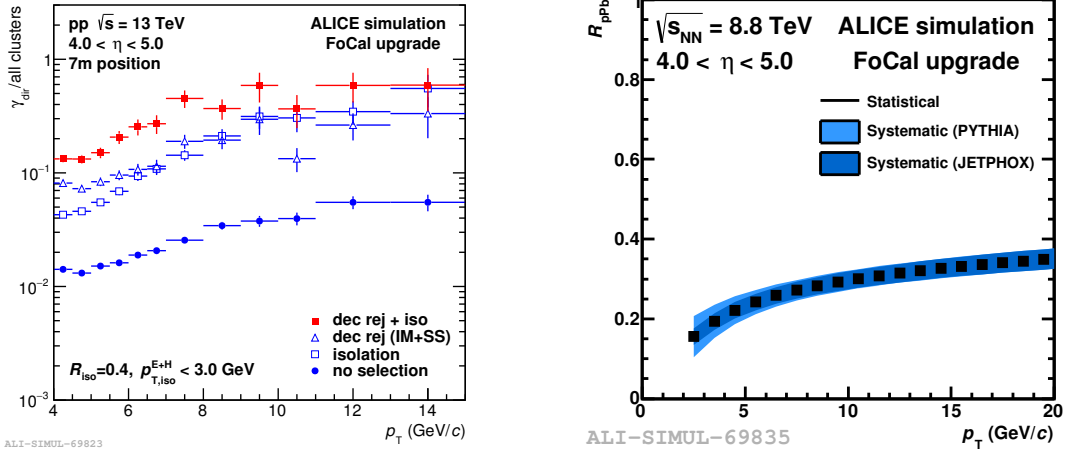 pp √s = 13 TeV
4.0 < η < 5.0
7m position
ALICE simulation
FoCal upgrade
γdir/all clusters
1
10⁻¹
10⁻²
10⁻³
dec rej + iso
dec rej (IM+SS)
isolation
no selection
Riso=0.4, pT,iso^E+H < 3.0 GeV
4 6 8 10 12 14
pT (GeV/c)
ALI-SIMUL-69823
RpPb
√sNN = 8.8 TeV
4.0 < η < 5.0
ALICE simulation
FoCal upgrade
Statistical
Systematic (PYTHIA)
Systematic (JETPHOX)
1
0.8
0.6
0.4
0.2
0
0 5 10 15 20
pT (GeV/c)
ALI-SIMUL-69835